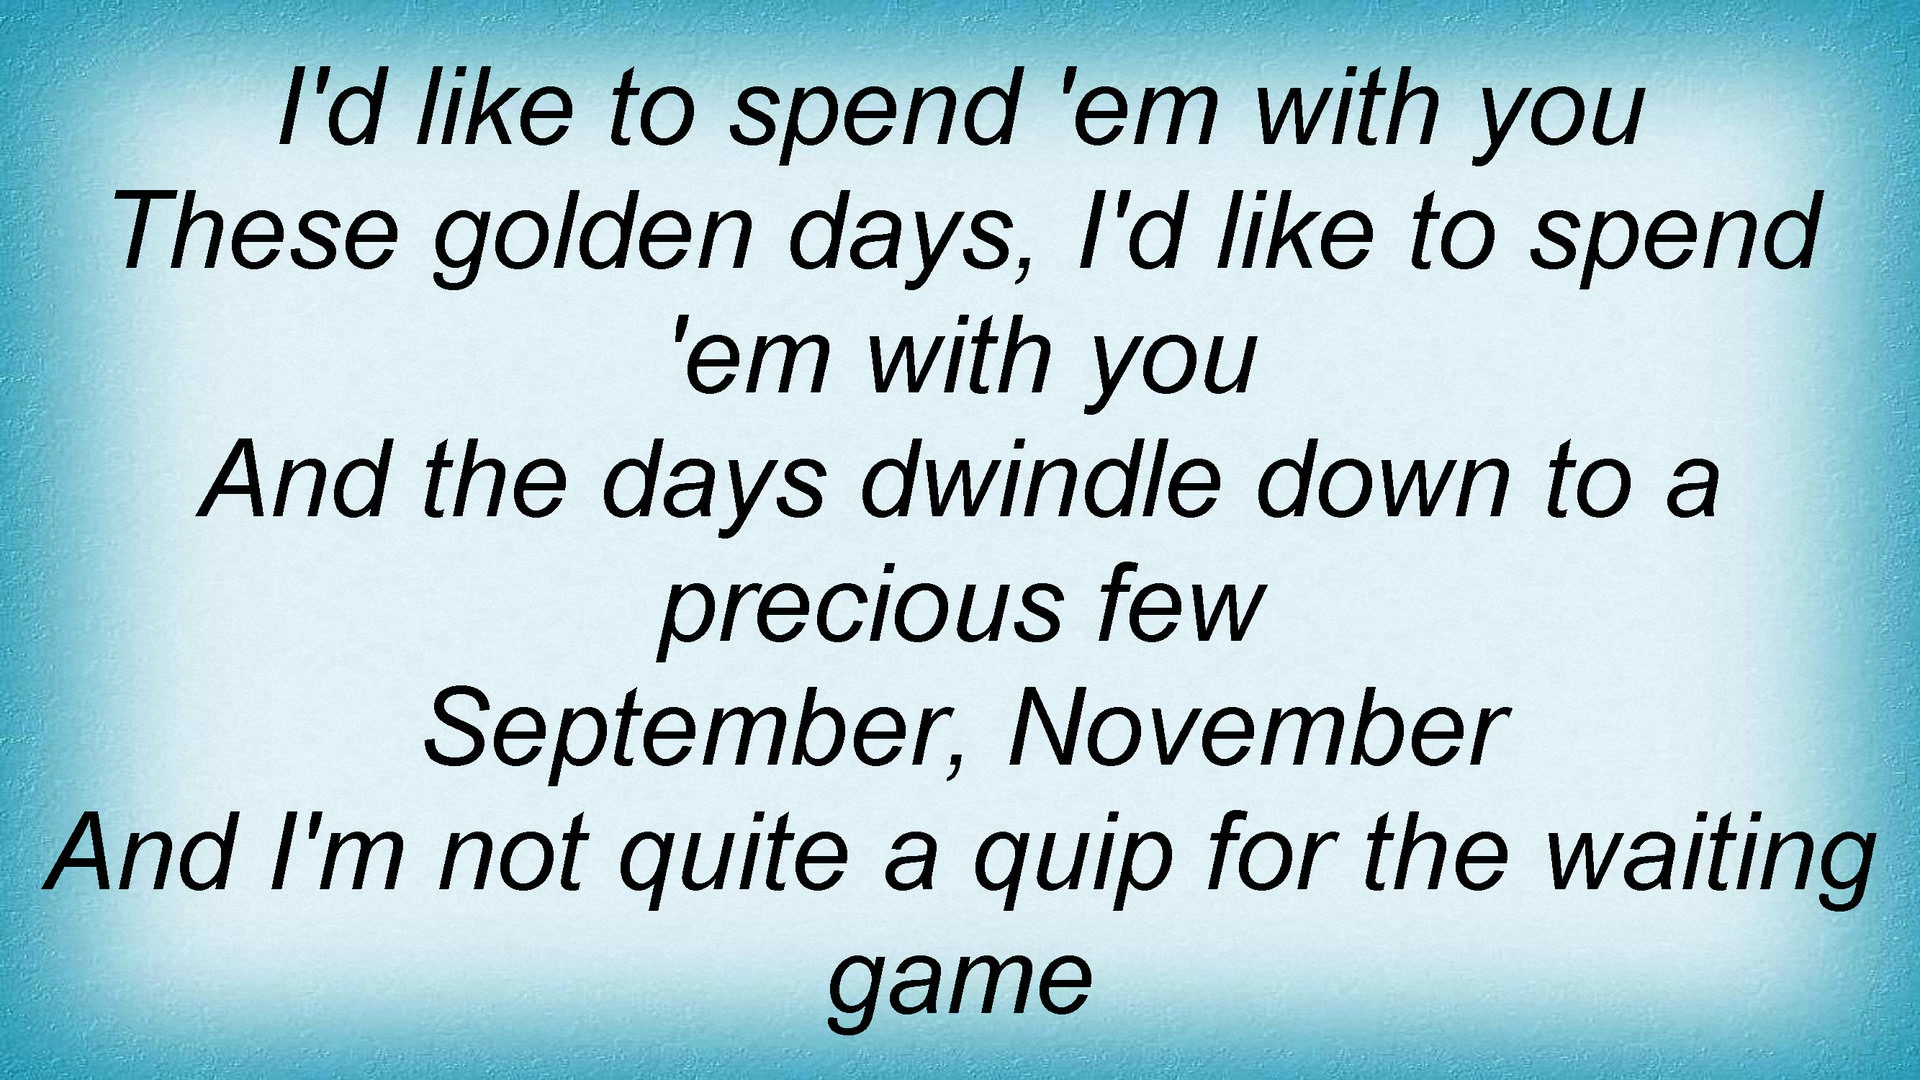 I'd like to spend 'em with you
These golden days, I'd like to spend
'em with you
And the days dwindle down to a
precious few
September, November
And I'm not quite a quip for the waiting
game